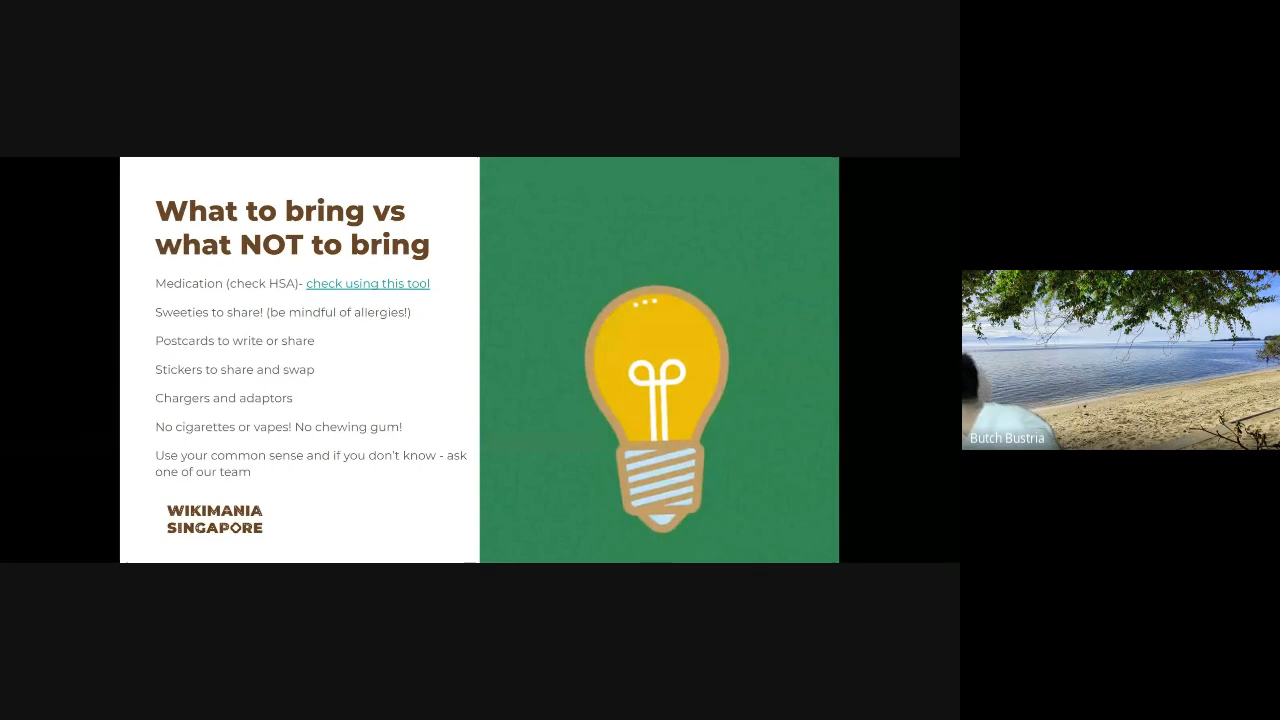 What to bring vs
what NOT to bring
Medication (check HSA)- check using this tool
Sweeties to share! (be mindful of allergies!)
Postcards to write or share
Stickers to share and swap
Chargers and adaptors
No cigarettes or vapes! No chewing gum!
Use your common sense and if you don't know - ask
one of our team
WIKIMANIA
SINGAPORE
Butch Bustria